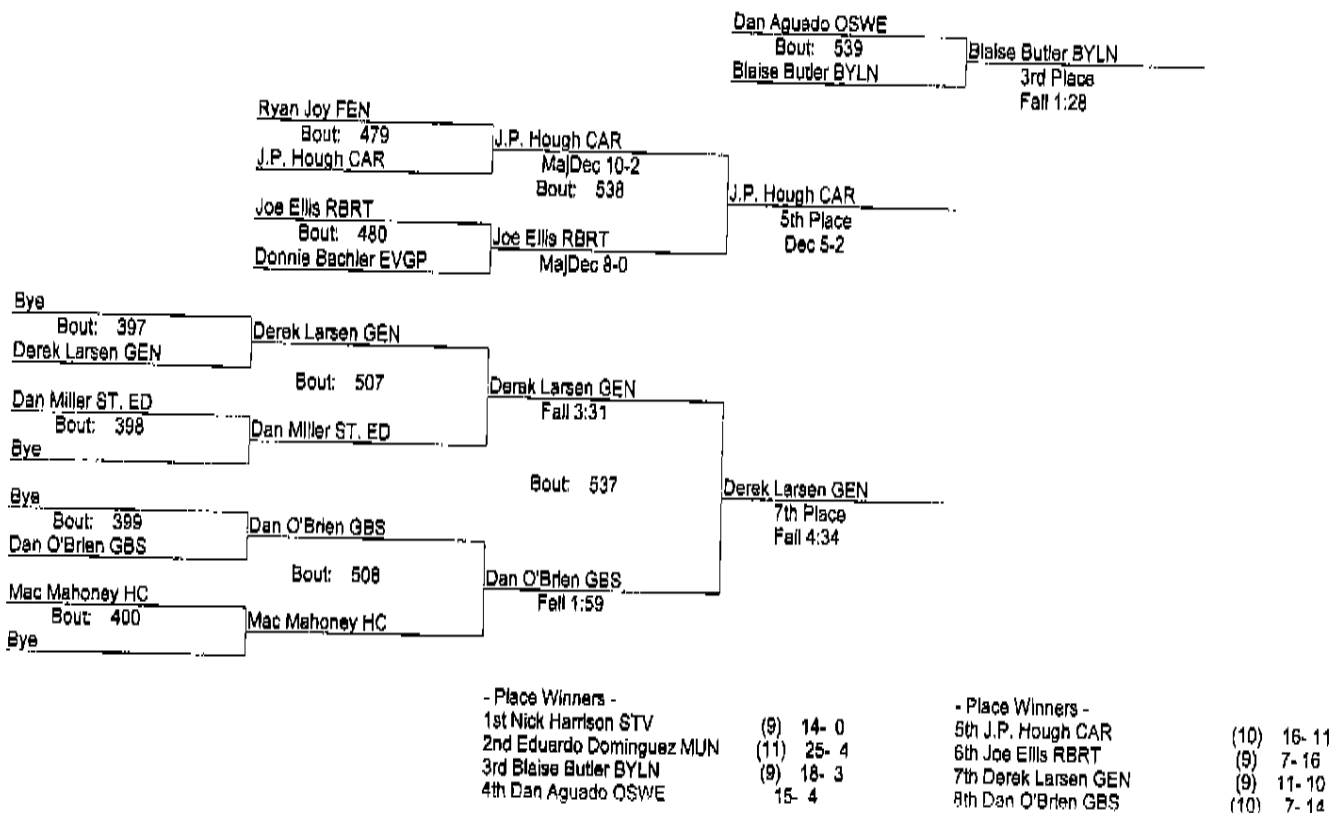 Dan Aguado OSWE
Bout: 539
Blaise Butler BYLN
Blaise Butler BYLN
3rd Place
Fall 1:28
Ryan Joy FEN
Bout: 479
J.P. Hough CAR
J.P. Hough CAR
MajDec 10-2
Bout: 538
Joe Ellis RBRT
Bout: 480
Donnie Bachler EVGP
Joe Ellis RBRT
MajDec 8-0
J.P. Hough CAR
5th Place
Dec 5-2
Bye
Bout: 397
Derek Larsen GEN
Derek Larsen GEN
Bout: 507
Dan Miller ST. ED
Bout: 398
Bye
Dan Miller ST. ED
Derek Larsen GEN
Fall 3:31
Bout: 537
Bye
Bout: 399
Dan O'Brien GBS
Dan O'Brien GBS
Bout: 508
Mac Mahoney HC
Bout: 400
Bye
Mac Mahoney HC
Dan O'Brien GBS
Fall 1:59
Derek Larsen GEN
7th Place
Fall 4:34
- Place Winners -
1st Nick Harrison STV (9) 14- 0
2nd Eduardo Dominguez MUN (11) 25- 4
3rd Blaise Butler BYLN (9) 18- 3
4th Dan Aguado OSWE 15- 4
- Place Winners -
5th J.P. Hough CAR (10) 16- 11
6th Joe Ellis RBRT (9) 7- 16
7th Derek Larsen GEN (9) 11- 10
8th Dan O'Brien GBS (10) 7- 14